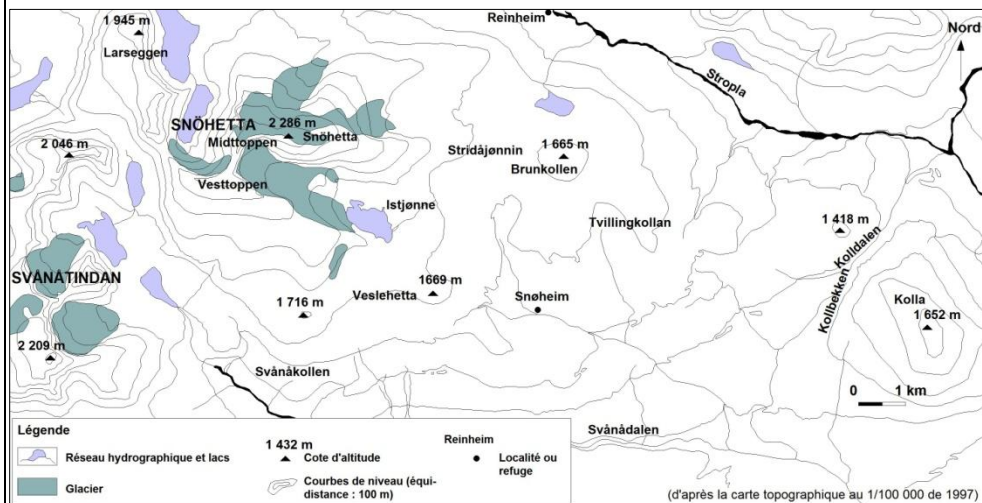 1 945 m
Larseggen
Reinheim
Nord
Stropla
SNÖHETTA
2 286 m
Snöhetta
Midttoppen
2 046 m
Vesttoppen
Stridåjønnin
1 665 m
Brunkollen
Istjønne
Tvillingkollan
1 418 m
Kolldalen
Kollbekken
SVÅNÅTINDAN
1 716 m
Veslehetta
1669 m
Snøheim
Kolla
1 652 m
2 209 m
Svånåkollen
0 1 km
Svånådalen
Légende
Réseau hydrographique et lacs
Glacier
1 432 m
Cote d'altitude
Courbes de niveau (équi-
distance : 100 m)
Reinheim
Localité ou
refuge
(d'après la carte topographique au 1/100 000 de 1997)